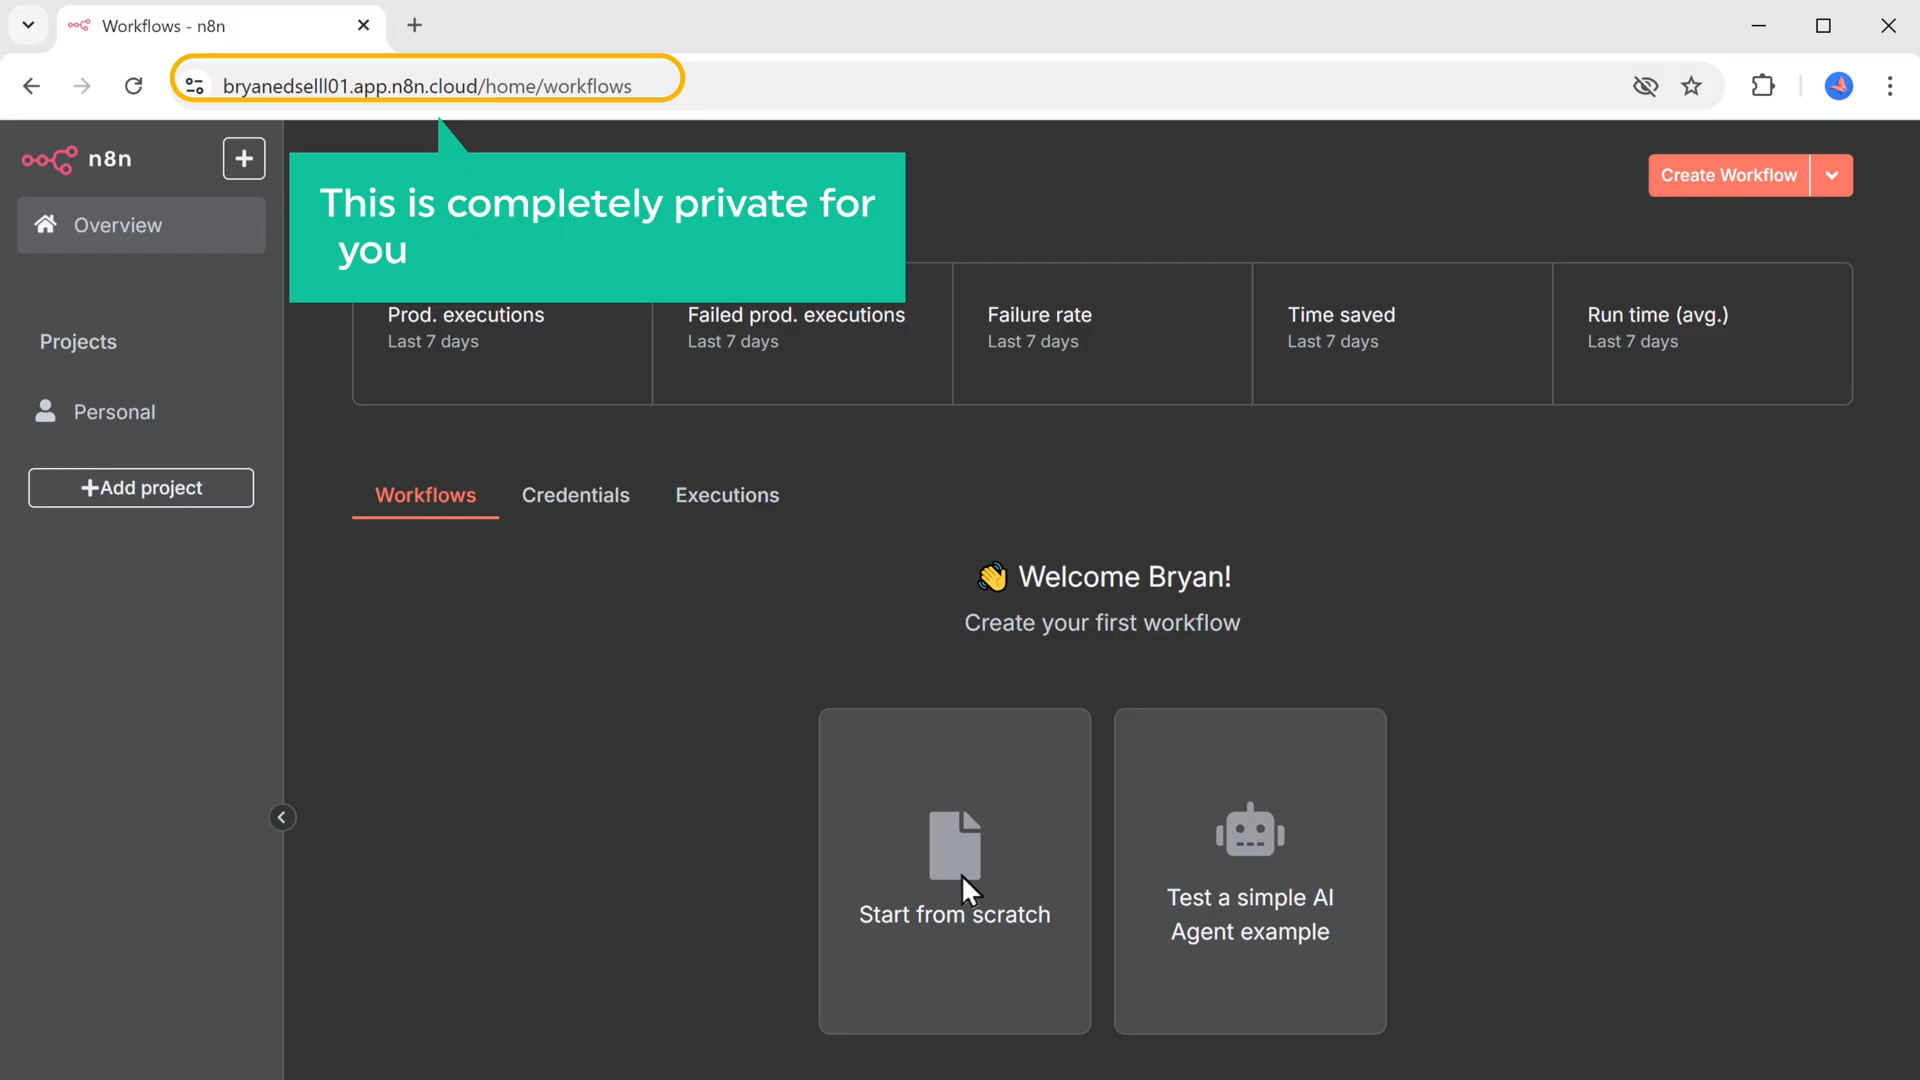 Workflows - n8n
bryanedselll01.app.n8n.cloud/home/workflows
n8n
This is completely private for
you
Create Workflow
Overview
Prod. executions
Last 7 days
Failed prod. executions
Last 7 days
Failure rate
Last 7 days
Time saved
Last 7 days
Run time (avg.)
Last 7 days
Projects
Personal
Add project
Workflows
Credentials
Executions
👋 Welcome Bryan!
Create your first workflow
Start from scratch
Test a simple AI
Agent example